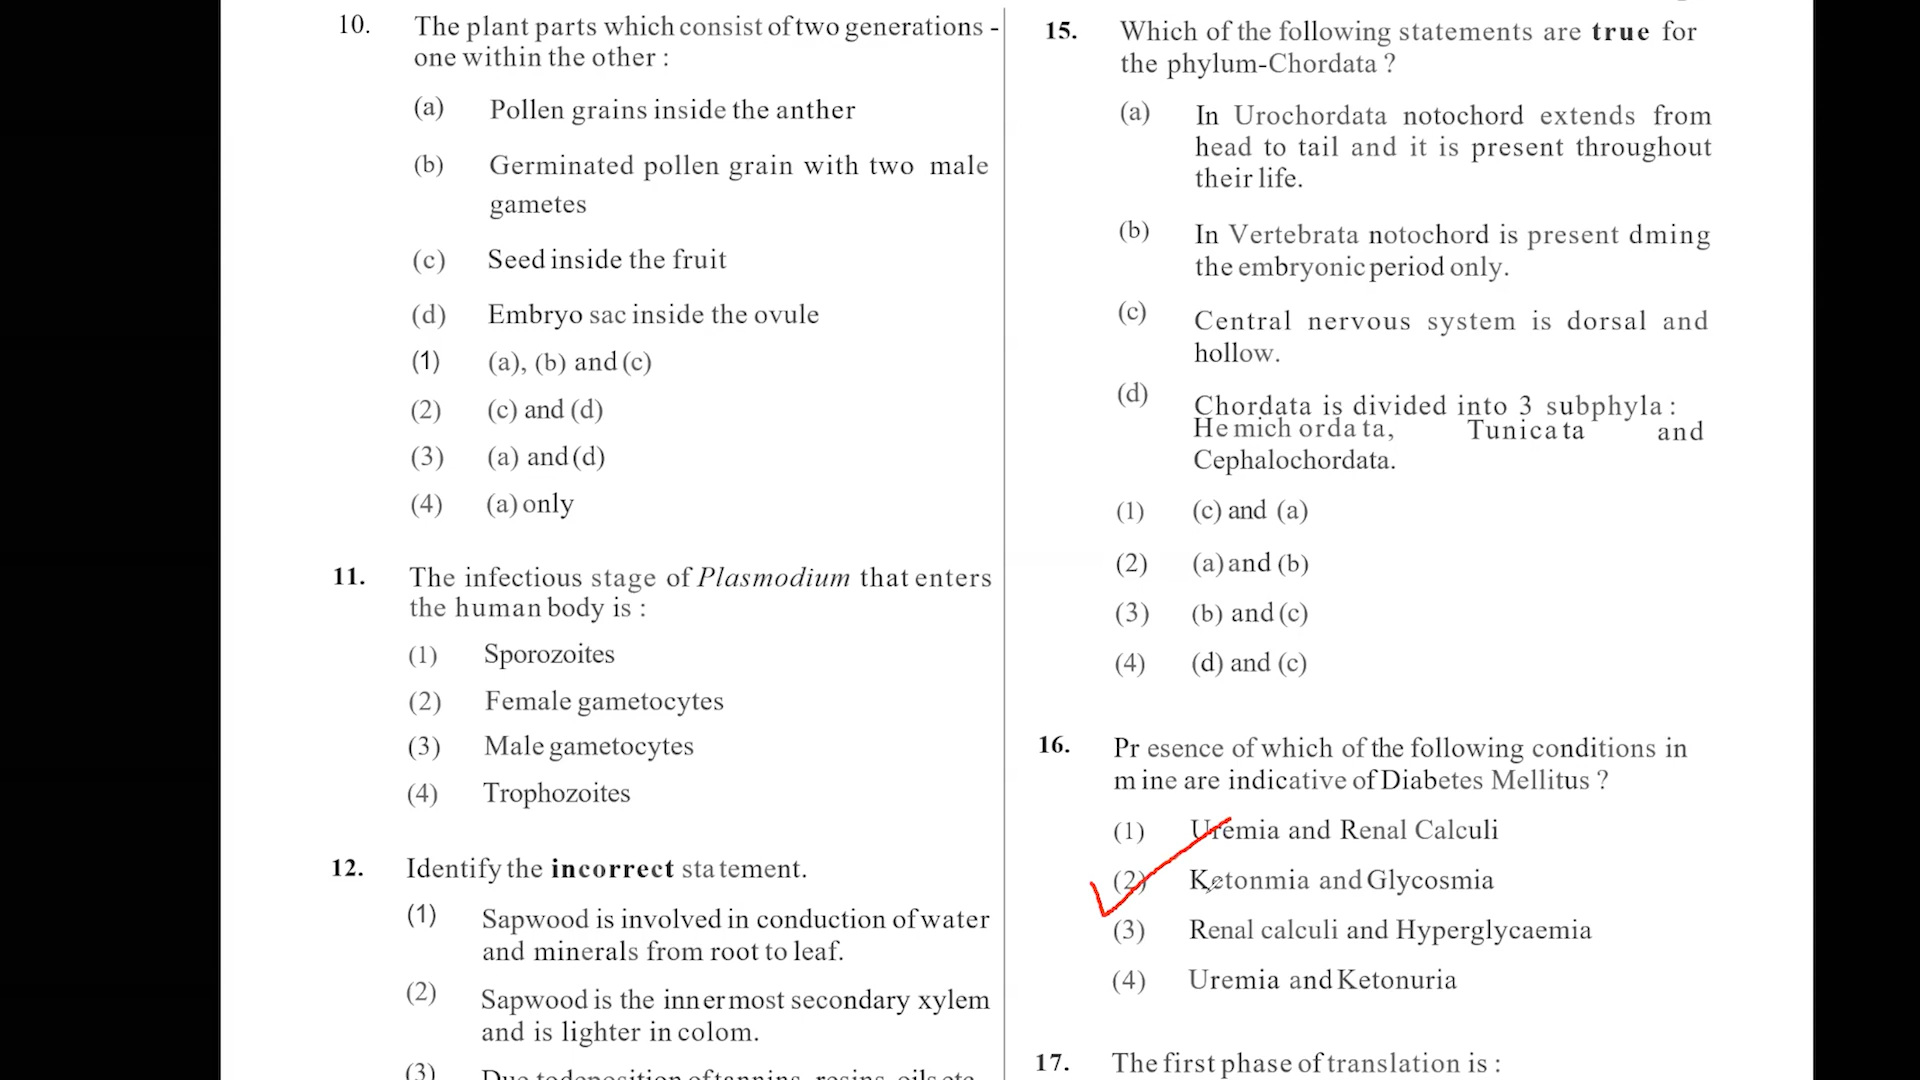 10. The plant parts which consist of two generations -
one within the other :
(a) Pollen grains inside the anther
(b) Germinated pollen grain with two male
gametes
(c) Seed inside the fruit
(d) Embryo sac inside the ovule
(1) (a), (b) and (c)
(2) (c) and (d)
(3) (a) and (d)
(4) (a) only
11. The infectious stage of Plasmodium that enters
the human body is :
(1) Sporozoites
(2) Female gametocytes
(3) Male gametocytes
(4) Trophozoites
12. Identify the incorrect statement.
(1) Sapwood is involved in conduction of water
and minerals from root to leaf.
(2) Sapwood is the innermost secondary xylem
and is lighter in colom.
(3) Due to deposition of tannins, resins, oils etc.,
15. Which of the following statements are true for
the phylum-Chordata ?
(a) In Urochordata notochord extends from
head to tail and it is present throughout
their life.
(b) In Vertebrata notochord is present dming
the embryonic period only.
(c) Central nervous system is dorsal and
hollow.
(d) Chordata is divided into 3 subphyla :
Hemichordata, Tunicata and
Cephalochordata.
(1) (c) and (a)
(2) (a) and (b)
(3) (b) and (c)
(4) (d) and (c)
16. Pr esence of which of the following conditions in
m ine are indicative of Diabetes Mellitus ?
(1) Uremia and Renal Calculi
(2) Ketonmia and Glycosmia
(3) Renal calculi and Hyperglycaemia
(4) Uremia and Ketonuria
17. The first phase of translation is :